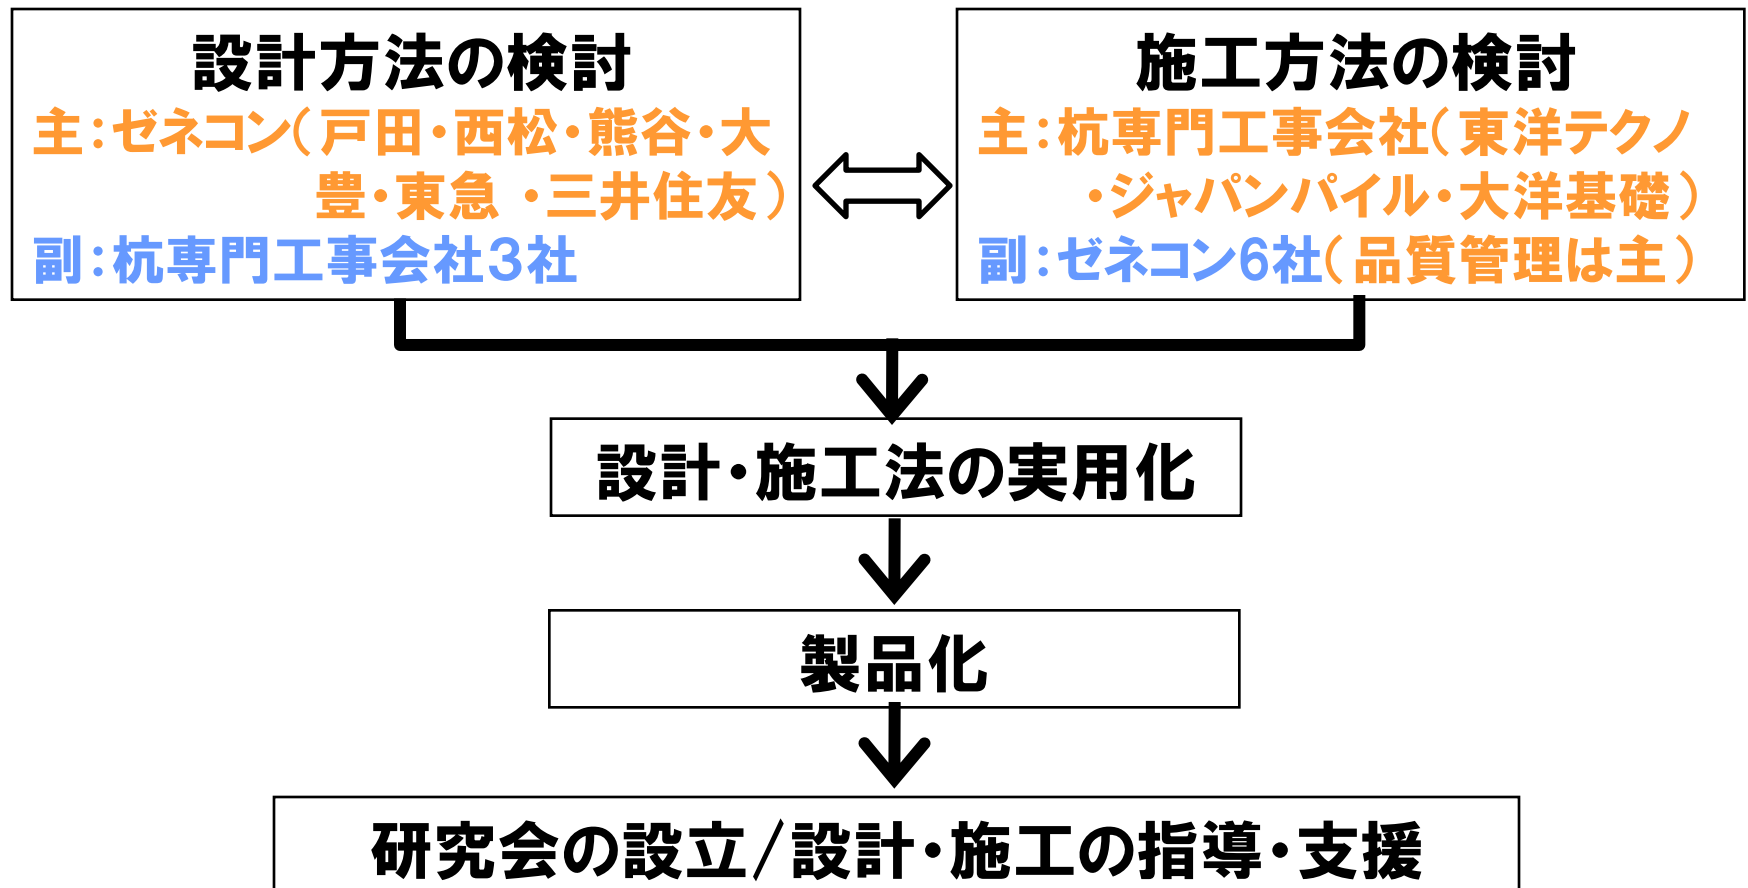 設計方法の検討
主：ゼネコン（戸田・西松・熊谷・大
豊・東急 ・三井住友）
副：杭専門工事会社３社
施工方法の検討
主：杭専門工事会社（東洋テクノ
・ジャパンパイル・大洋基礎）
副：ゼネコン６社（品質管理は主）
設計・施工法の実用化
製品化
研究会の設立/設計・施工の指導・支援